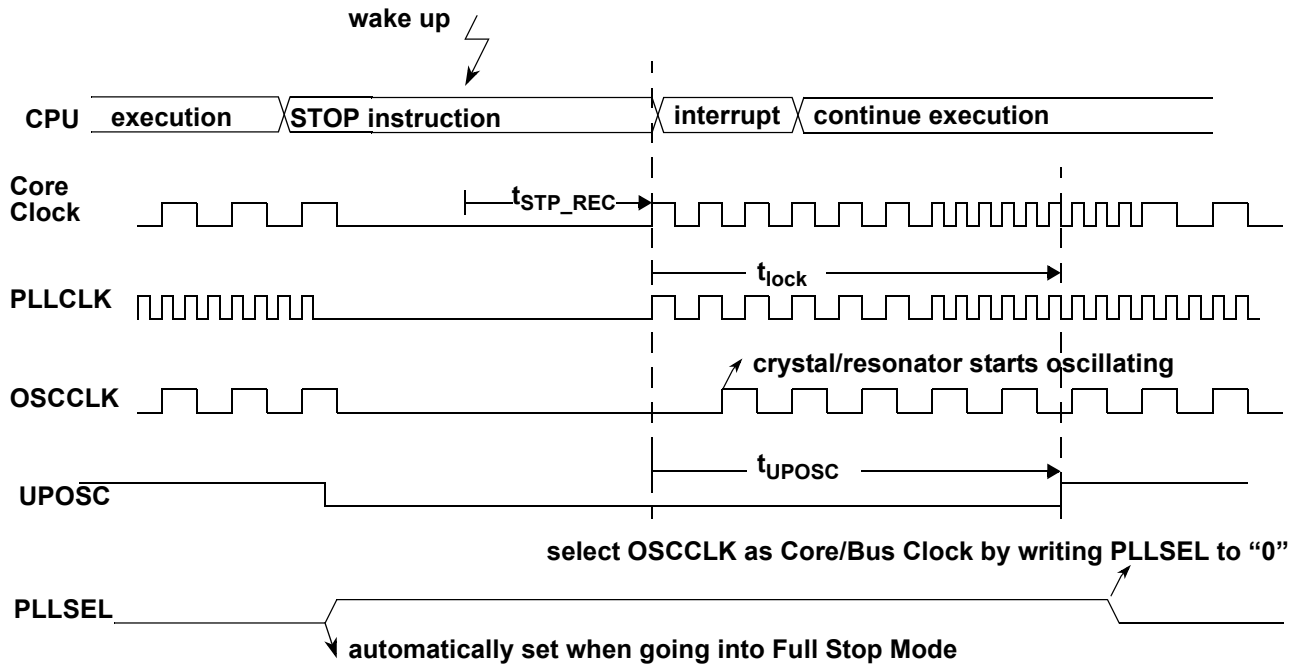 wake up
CPU execution STOP instruction interrupt continue execution
Core
Clock
tSTP_REC
tlock
PLLCLK
crystal/resonator starts oscillating
OSCCLK
tUPOSC
UPOSC
select OSCCLK as Core/Bus Clock by writing PLLSEL to “0”
PLLSEL
automatically set when going into Full Stop Mode